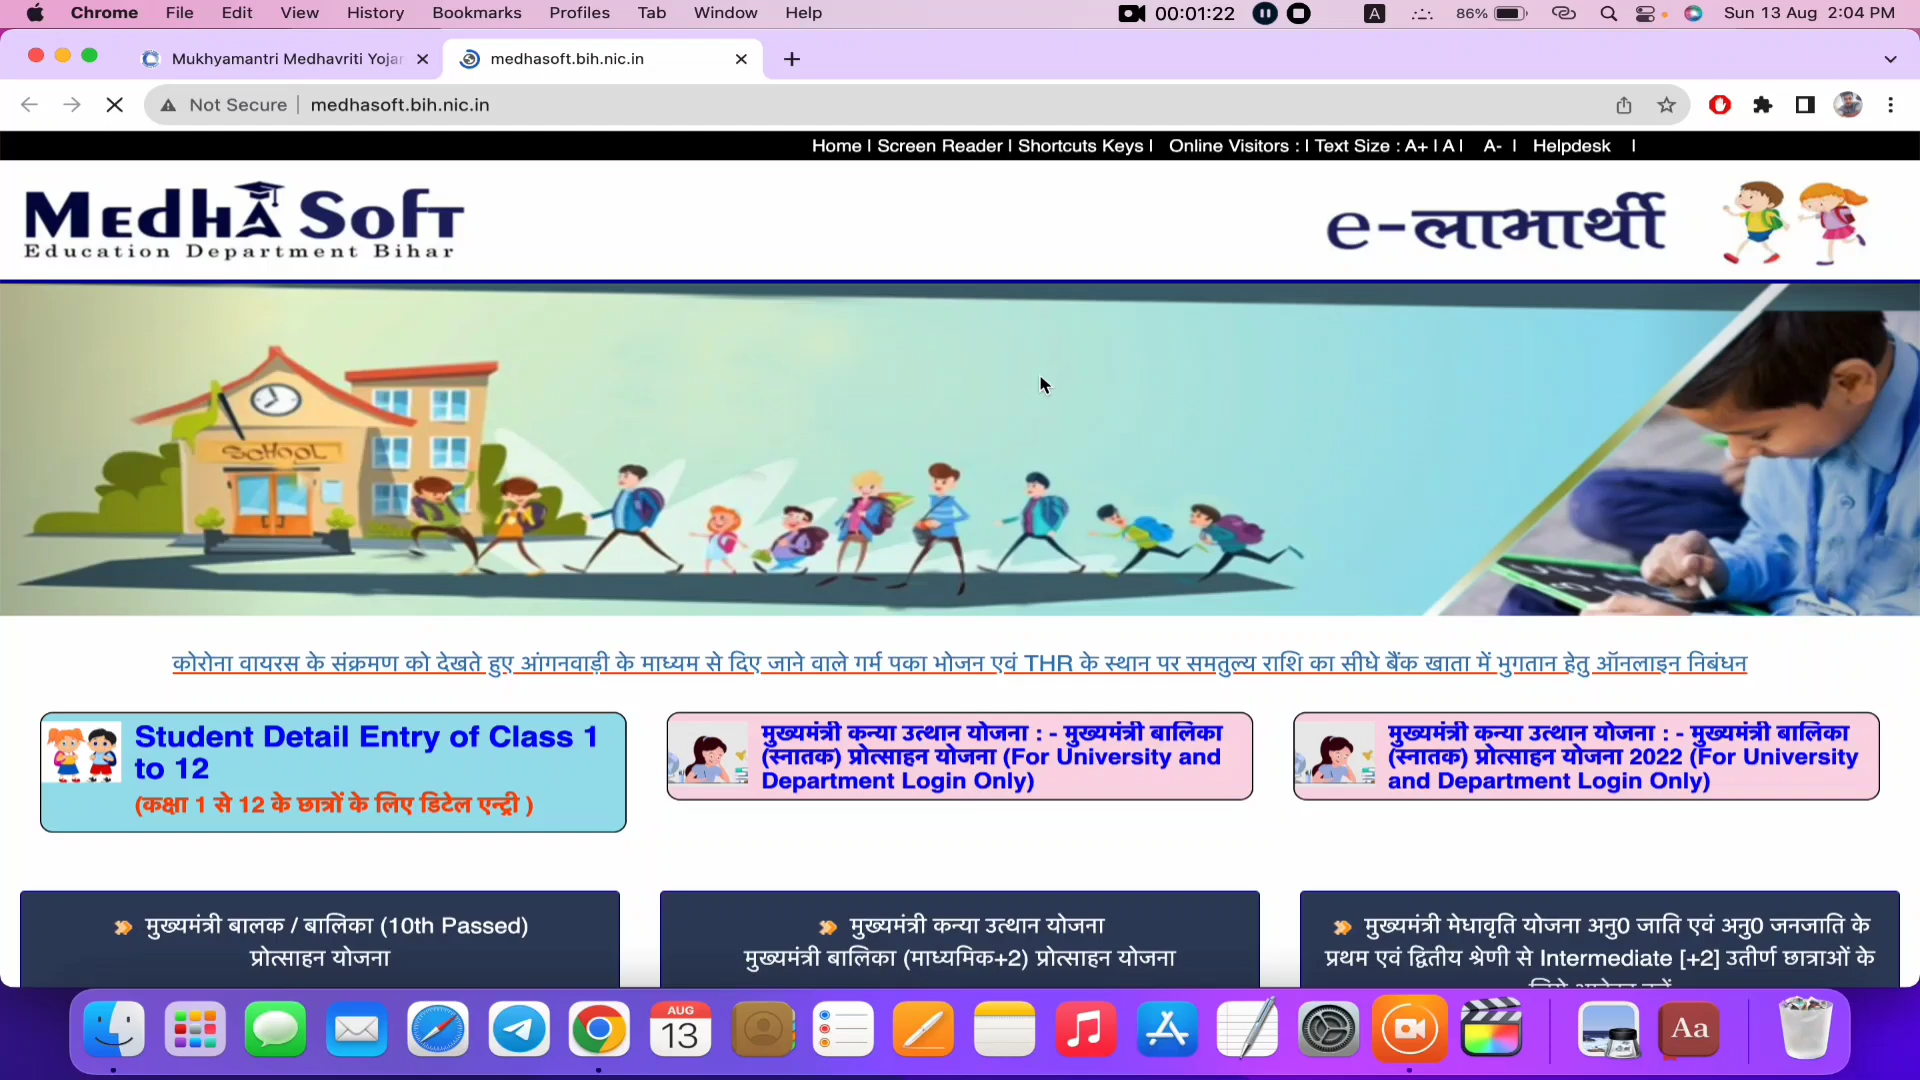 Chrome File Edit View History Bookmarks Profiles Tab Window Help 00:01:22 A 86% Sun 13 Aug 2:04 PM
Mukhyamantri Medhavriti Yojan medhasoft.bih.nic.in
Not Secure medhasoft.bih.nic.in
Home | Screen Reader | Shortcuts Keys | Online Visitors : | Text Size : A+ | A | A- | Helpdesk |
MEDHA SOFT
Education Department Bihar
e-लाभार्थी
SCHOOL
कोरोना वायरस के संक्रमण को देखते हुए आंगनवाड़ी के माध्यम से दिए जाने वाले गर्म पका भोजन एवं THR के स्थान पर समतुल्य राशि का सीधे बैंक खाता में भुगतान हेतु ऑनलाइन निबंधन
Student Detail Entry of Class 1
to 12
(कक्षा 1 से 12 के छात्रों के लिए डिटेल एन्ट्री )
मुख्यमंत्री कन्या उत्थान योजना : - मुख्यमंत्री बालिका
(स्नातक) प्रोत्साहन योजना (For University and
Department Login Only)
मुख्यमंत्री कन्या उत्थान योजना : - मुख्यमंत्री बालिका
(स्नातक) प्रोत्साहन योजना 2022 (For University
and Department Login Only)
मुख्यमंत्री बालक / बालिका (10th Passed)
प्रोत्साहन योजना
मुख्यमंत्री कन्या उत्थान योजना
मुख्यमंत्री बालिका (माध्यमिक+2) प्रोत्साहन योजना
मुख्यमंत्री मेधावृति योजना अनु0 जाति एवं अनु0 जनजाति के
प्रथम एवं द्वितीय श्रेणी से Intermediate [+2] उतीर्ण छात्राओं के
AUG
13
Aa